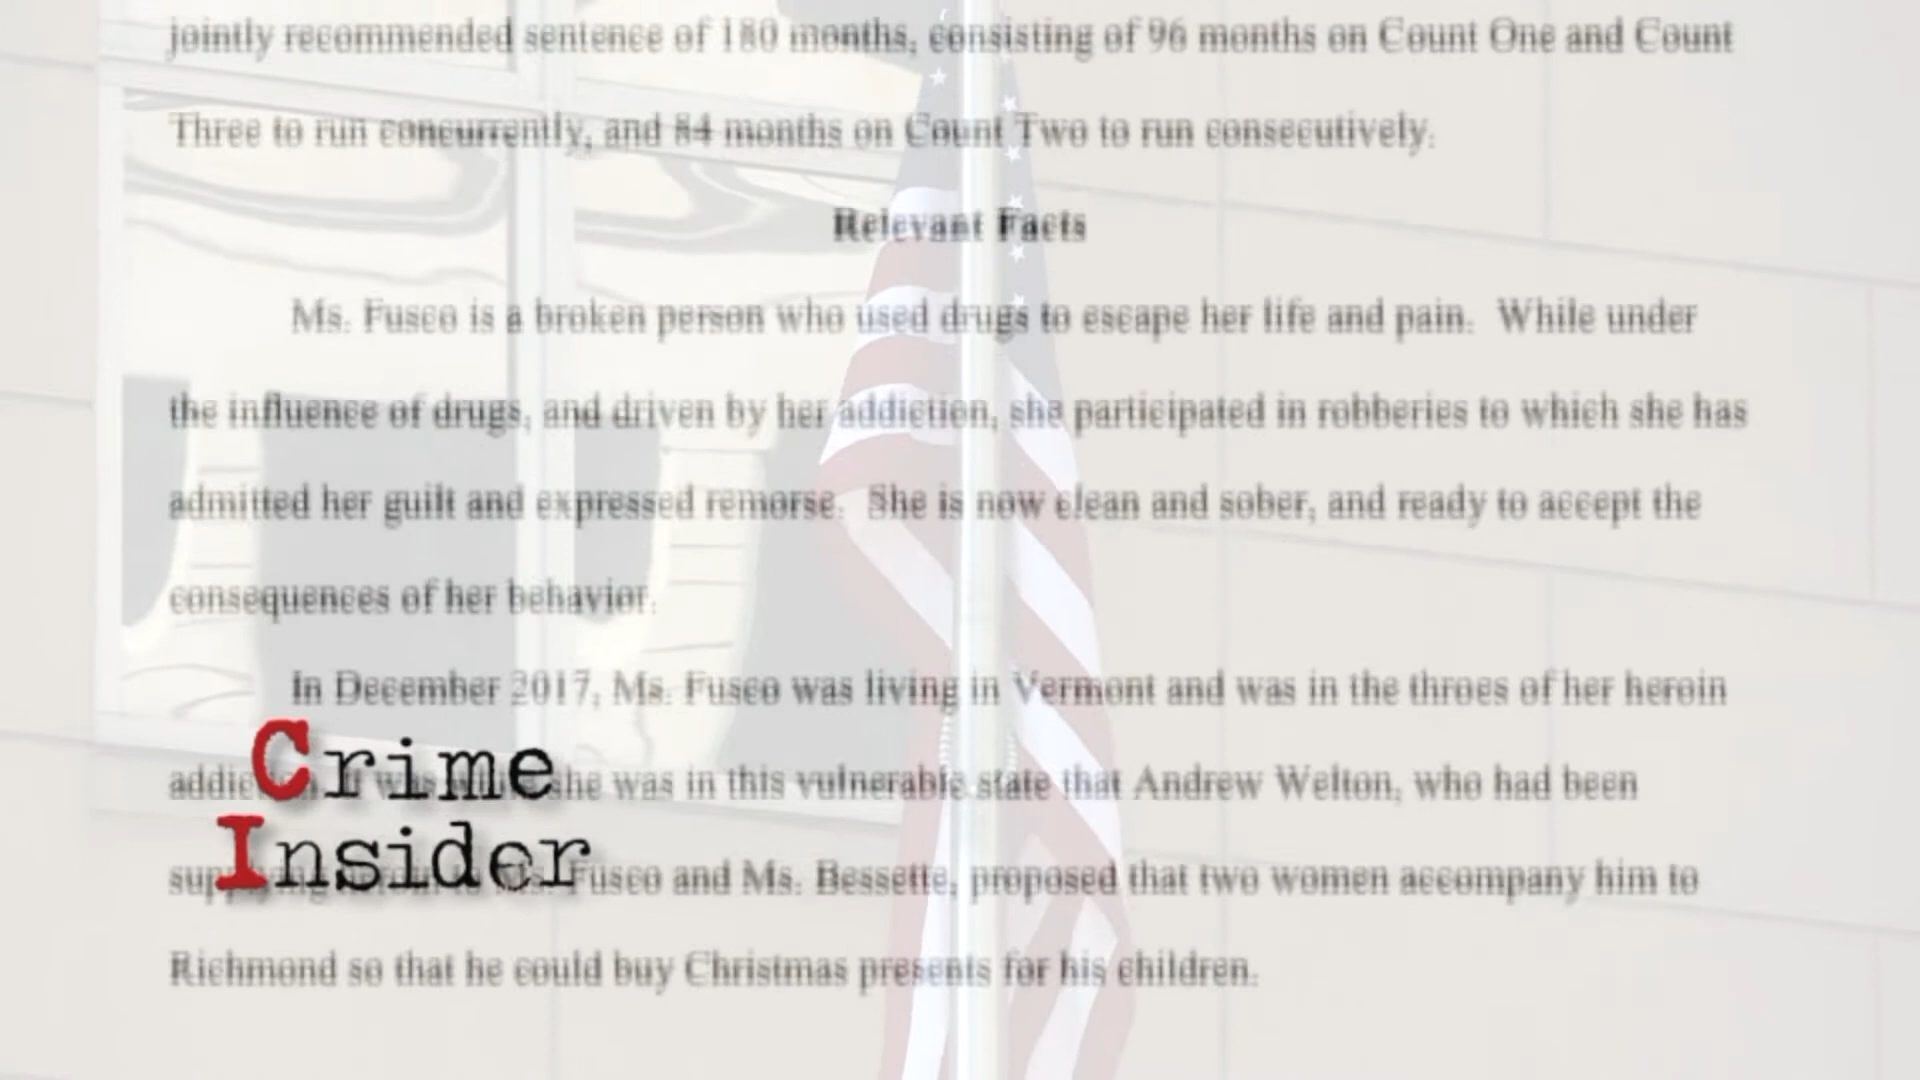 jointly recommended sentence of 180 months, consisting of 96 months on Count One and Count
Three to run concurrently, and 84 months on Count Two to run consecutively.
Relevant Facts
Ms. Fusco is a broken person who used drugs to escape her life and pain. While under
the influence of drugs, and driven by her addiction, she participated in robberies to which she has
admitted her guilt and expressed remorse. She is now clean and sober, and ready to accept the
consequences of her behavior.
In December 2017, Ms. Fusco was living in Vermont and was in the throes of her heroin
she was in this vulnerable state that Andrew Welton, who had been
Fusco and Ms. Bessette, proposed that two women accompany him to
Richmond so that he could buy Christmas presents for his children.
Crime
Insider